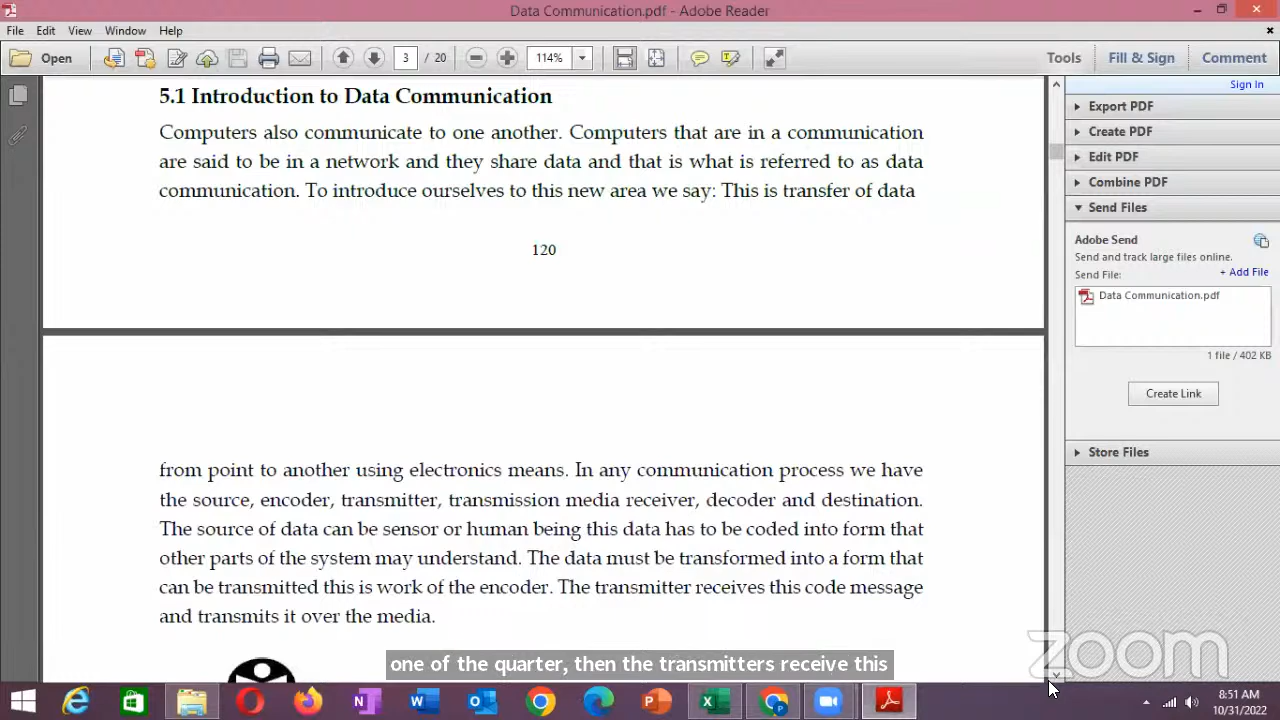 Data Communication.pdf - Adobe Reader
File Edit View Window Help
Open 3 / 20 114% Tools Fill & Sign Comment
Sign In
5.1 Introduction to Data Communication
Computers also communicate to one another. Computers that are in a communication
are said to be in a network and they share data and that is what is referred to as data
communication. To introduce ourselves to this new area we say: This is transfer of data
120
from point to another using electronics means. In any communication process we have
the source, encoder, transmitter, transmission media receiver, decoder and destination.
The source of data can be sensor or human being this data has to be coded into form that
other parts of the system may understand. The data must be transformed into a form that
can be transmitted this is work of the encoder. The transmitter receives this code message
and transmits it over the media.
Export PDF
Create PDF
Edit PDF
Combine PDF
Send Files
Adobe Send
Send and track large files online.
Send File:
+ Add File
Data Communication.pdf
1 file / 402 KB
Create Link
Store Files
one of the quarter, then the transmitters receive this
zoom
8:51 AM
10/31/2022